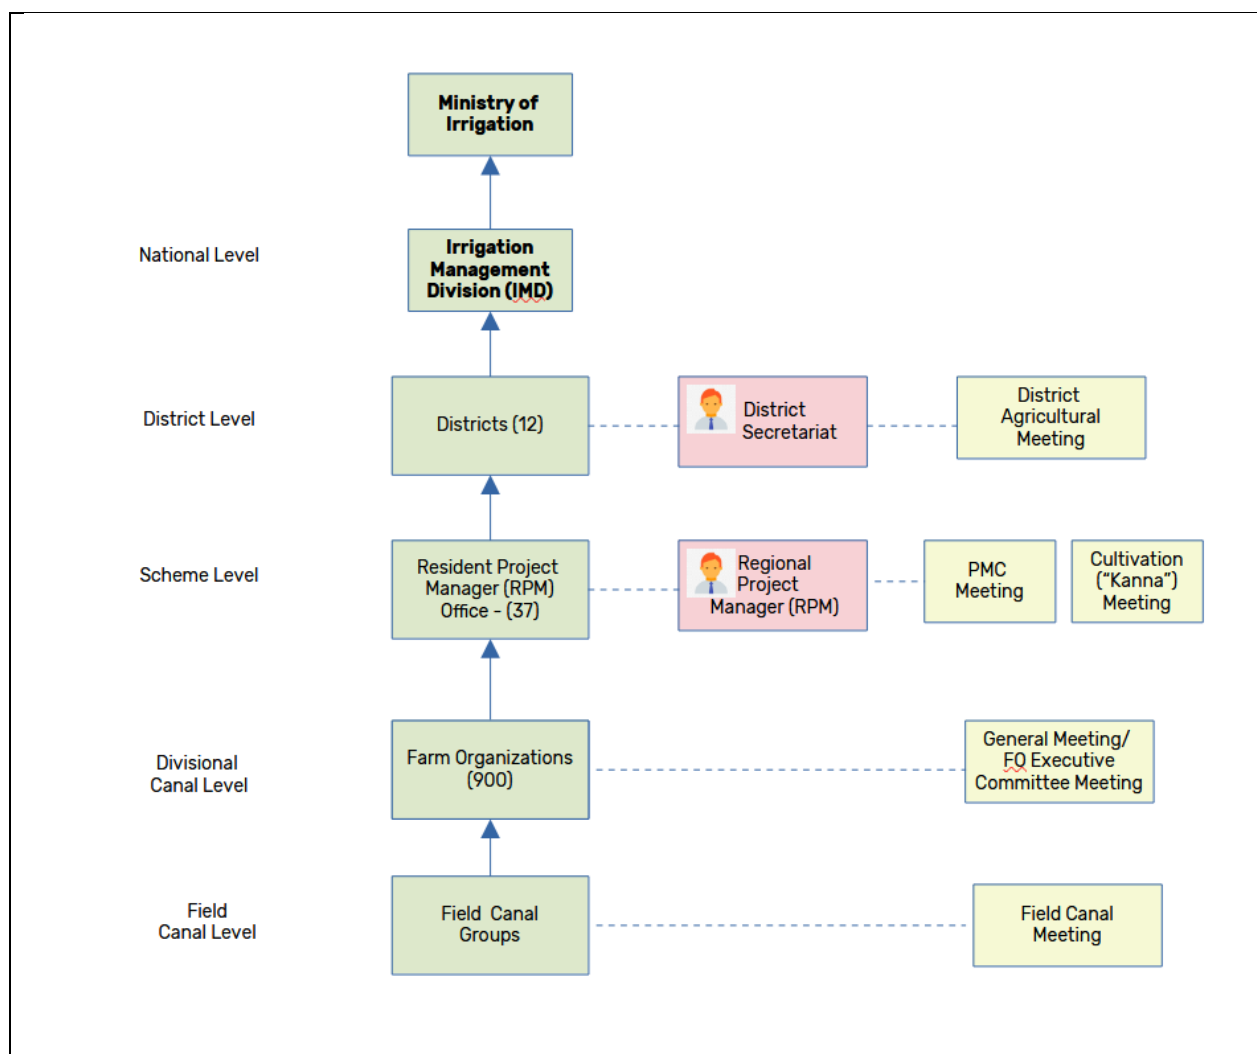 Ministry of
Irrigation
National Level
Irrigation
Management
Division (IMD)
District Level
Districts (12)
District
Secretariat
District
Agricultural
Meeting
Scheme Level
Resident Project
Manager (RPM)
Office - (37)
Regional
Project
Manager (RPM)
PMC
Meeting
Cultivation
(“Kanna”)
Meeting
Divisional
Canal Level
Farm Organizations
(900)
General Meeting/
FO Executive
Committee Meeting
Field
Canal Level
Field Canal
Groups
Field Canal
Meeting